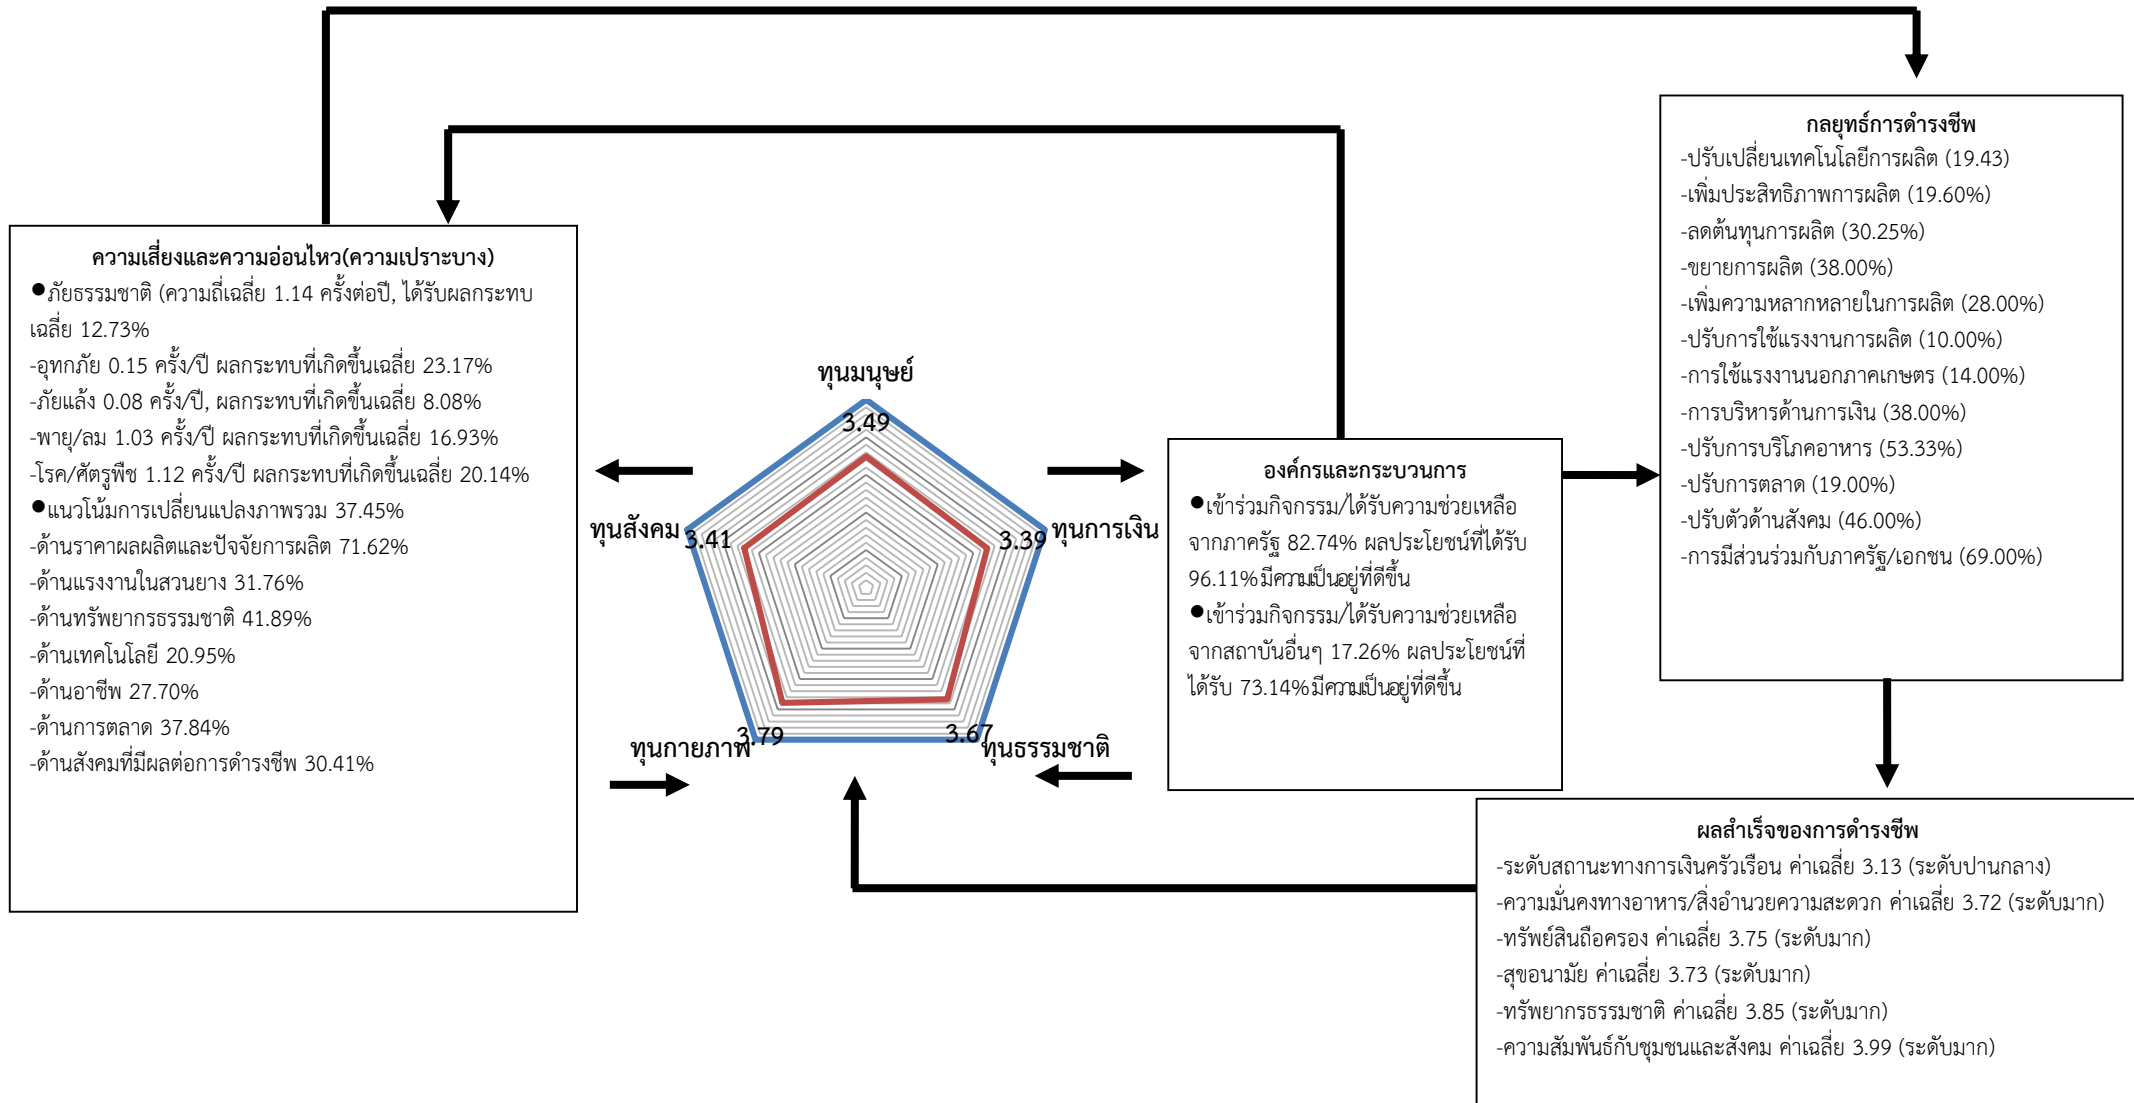 กลยุทธ์การดำรงชีพ
-ปรับเปลี่ยนเทคโนโลยีการผลิต (19.43)
-เพิ่มประสิทธิภาพการผลิต (19.60%)
-ลดต้นทุนการผลิต (30.25%)
-ขยายการผลิต (38.00%)
-เพิ่มความหลากหลายในการผลิต (28.00%)
-ปรับการใช้แรงงานการผลิต (10.00%)
-การใช้แรงงานนอกภาคเกษตร (14.00%)
-การบริหารด้านการเงิน (38.00%)
-ปรับการบริโภคอาหาร (53.33%)
-ปรับการตลาด (19.00%)
-ปรับตัวด้านสังคม (46.00%)
-การมีส่วนร่วมกับภาครัฐ/เอกชน (69.00%)
ความเสี่ยงและความอ่อนไหว(ความเปราะบาง)
●ภัยธรรมชาติ (ความถี่เฉลี่ย 1.14 ครั้งต่อปี, ได้รับผลกระทบ
เฉลี่ย 12.73%
-อุทกภัย 0.15 ครั้ง/ปี ผลกระทบที่เกิดขึ้นเฉลี่ย 23.17%
-ภัยแล้ง 0.08 ครั้ง/ปี, ผลกระทบที่เกิดขึ้นเฉลี่ย 8.08%
-พายุ/ลม 1.03 ครั้ง/ปี ผลกระทบที่เกิดขึ้นเฉลี่ย 16.93%
-โรค/ศัตรูพืช 1.12 ครั้ง/ปี ผลกระทบที่เกิดขึ้นเฉลี่ย 20.14%
●แนวโน้มการเปลี่ยนแปลงภาพรวม 37.45%
-ด้านราคาผลผลิตและปัจจัยการผลิต 71.62%
-ด้านแรงงานในสวนยาง 31.76%
-ด้านทรัพยากรธรรมชาติ 41.89%
-ด้านเทคโนโลยี 20.95%
-ด้านอาชีพ 27.70%
-ด้านการตลาด 37.84%
-ด้านสังคมที่มีผลต่อการดำรงชีพ 30.41%
ทุนมนุษย์
3.49
ทุนสังคม 3.41
3.39 ทุนการเงิน
ทุนกายภาพ 3.79
3.67 ทุนธรรมชาติ
องค์กรและกระบวนการ
●เข้าร่วมกิจกรรม/ได้รับความช่วยเหลือ
จากภาครัฐ 82.74% ผลประโยชน์ที่ได้รับ
96.11% มีความเป็นอยู่ที่ดีขึ้น
●เข้าร่วมกิจกรรม/ได้รับความช่วยเหลือ
จากสถาบันอื่นๆ 17.26% ผลประโยชน์ที่
ได้รับ 73.14% มีความเป็นอยู่ที่ดีขึ้น
ผลสำเร็จของการดำรงชีพ
-ระดับสถานะทางการเงินครัวเรือน ค่าเฉลี่ย 3.13 (ระดับปานกลาง)
-ความมั่นคงทางอาหาร/สิ่งอำนวยความสะดวก ค่าเฉลี่ย 3.72 (ระดับมาก)
-ทรัพย์สินถือครอง ค่าเฉลี่ย 3.75 (ระดับมาก)
-สุขอนามัย ค่าเฉลี่ย 3.73 (ระดับมาก)
-ทรัพยากรธรรมชาติ ค่าเฉลี่ย 3.85 (ระดับมาก)
-ความสัมพันธ์กับชุมชนและสังคม ค่าเฉลี่ย 3.99 (ระดับมาก)